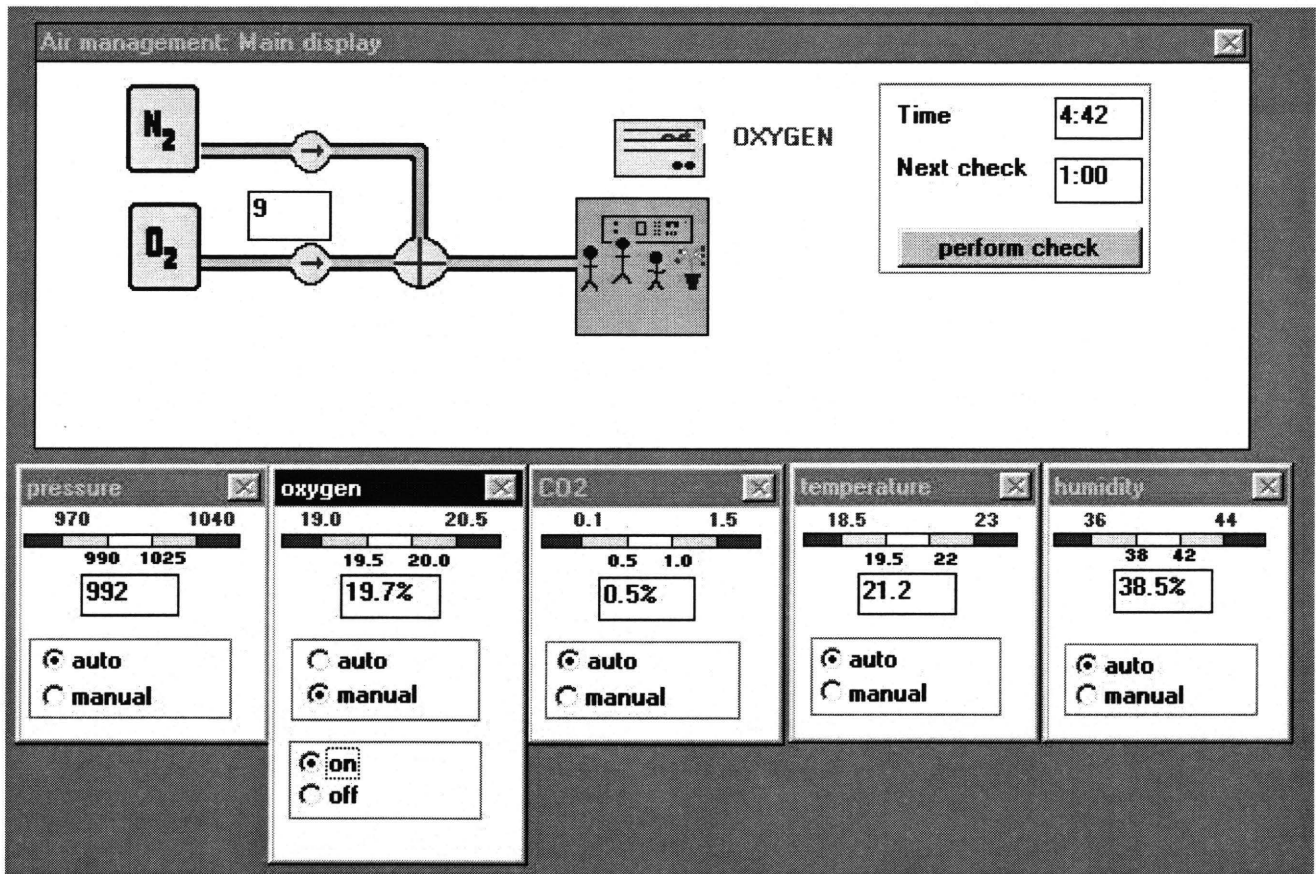 Air management: Main display
N2
O2
9
OXYGEN
Time 4:42
Next check 1:00
perform check
pressure
970 1040
990 1025
992
auto
manual
oxygen
19.0 20.5
19.5 20.0
19.7%
auto
manual
on
off
CO2
0.1 1.5
0.5 1.0
0.5%
auto
manual
temperature
18.5 23
19.5 22
21.2
auto
manual
humidity
36 44
38 42
38.5%
auto
manual